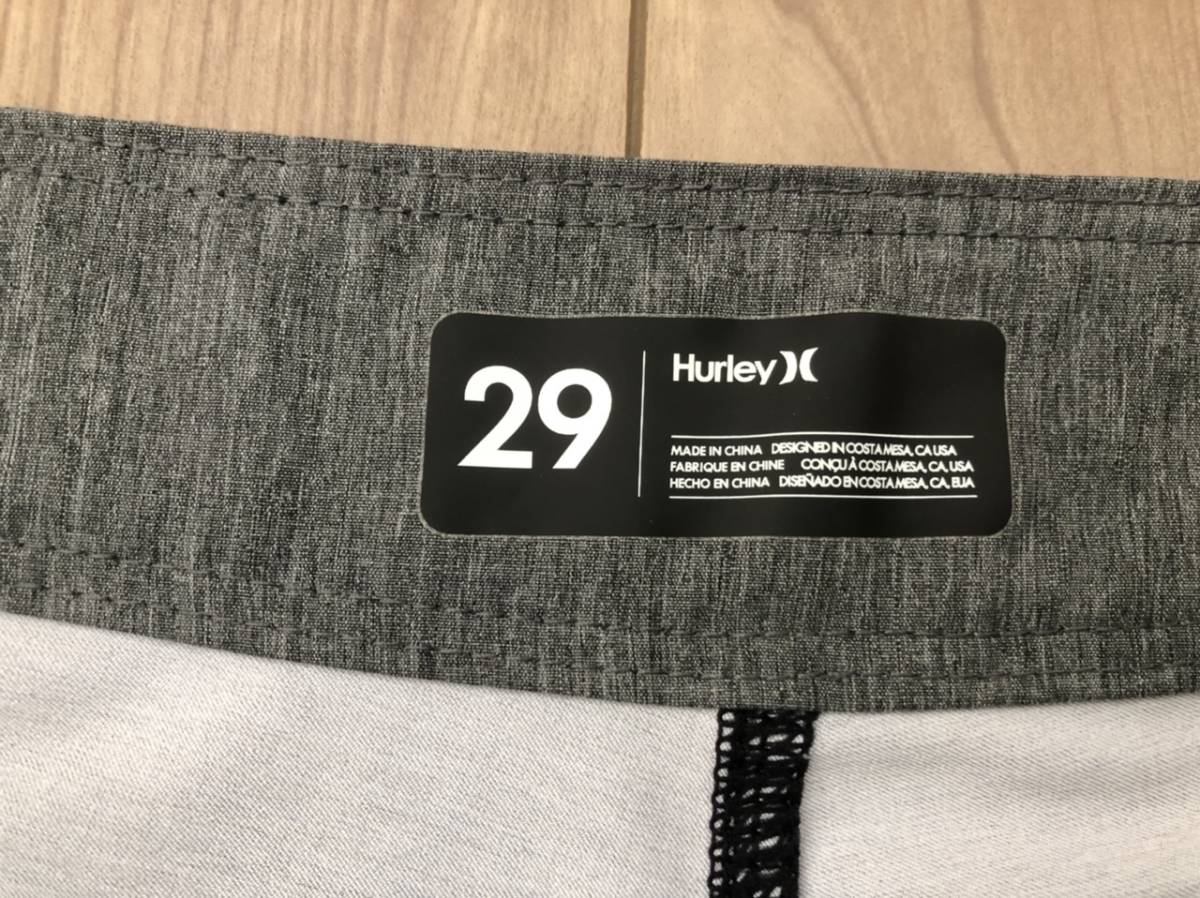 29
Hurley
MADE IN CHINA DESIGNED IN COSTA MESA, CA USA
FABRIQUE EN CHINE CONÇU À COSTA MESA, CA, USA
HECHO EN CHINA DISEÑADO EN COSTA MESA, CA, EUA